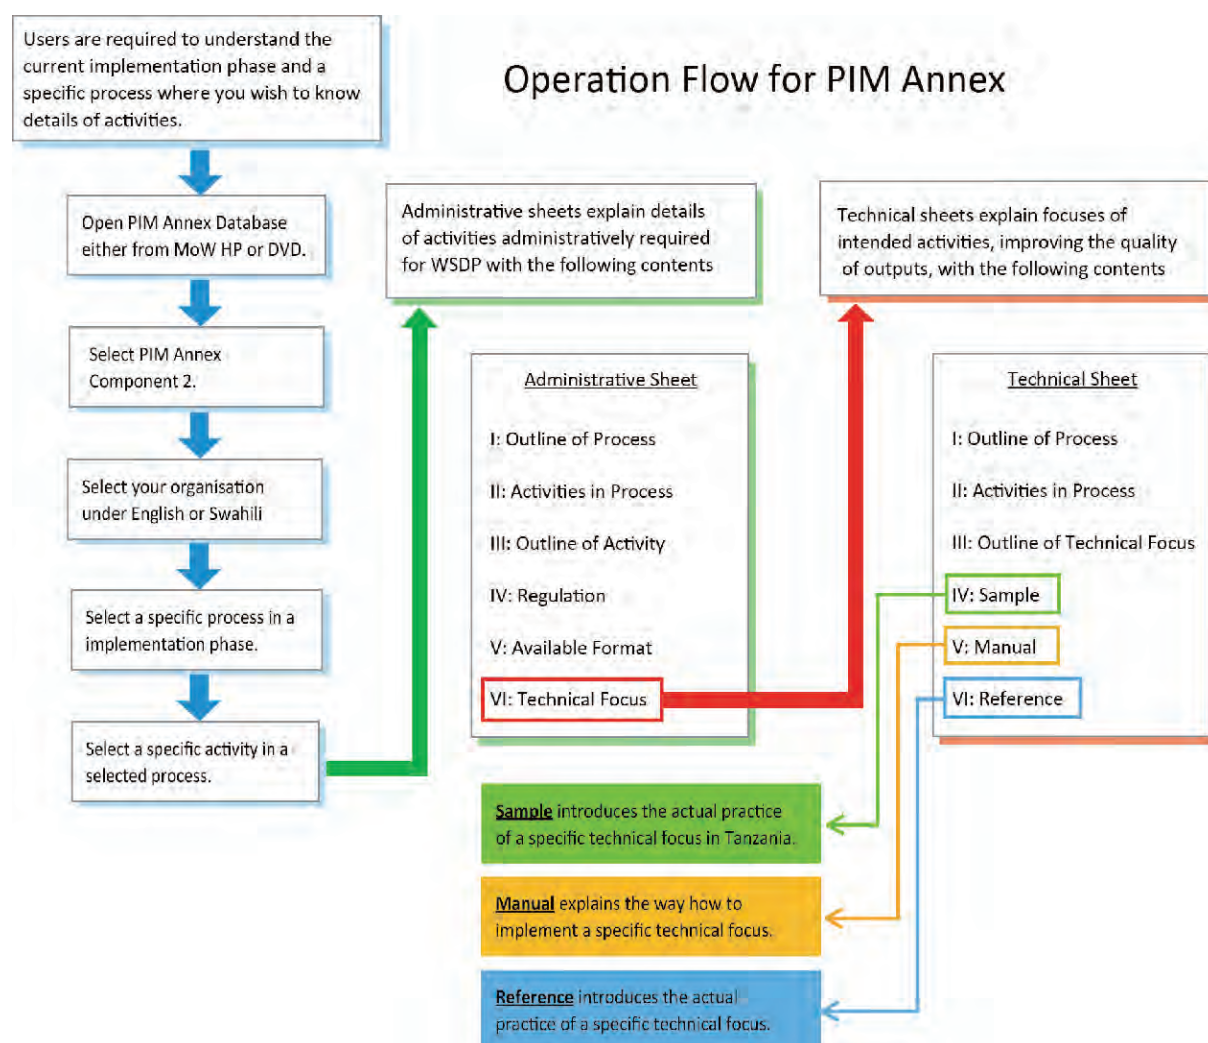 Users are required to understand the
current implementation phase and a
specific process where you wish to know
details of activities.
Operation Flow for PIM Annex
Open PIM Annex Database
either from MoW HP or DVD.
Select PIM Annex
Component 2.
Select your organisation
under English or Swahili
Select a specific process in a
implementation phase.
Select a specific activity in a
selected process.
Administrative sheets explain details
of activities administratively required
for WSDP with the following contents
Technical sheets explain focuses of
intended activities, improving the quality
of outputs, with the following contents
Administrative Sheet
I: Outline of Process
II: Activities in Process
III: Outline of Activity
IV: Regulation
V: Available Format
VI: Technical Focus
Technical Sheet
I: Outline of Process
II: Activities in Process
III: Outline of Technical Focus
IV: Sample
V: Manual
VI: Reference
Sample introduces the actual practice
of a specific technical focus in Tanzania.
Manual explains the way how to
implement a specific technical focus.
Reference introduces the actual
practice of a specific technical focus.